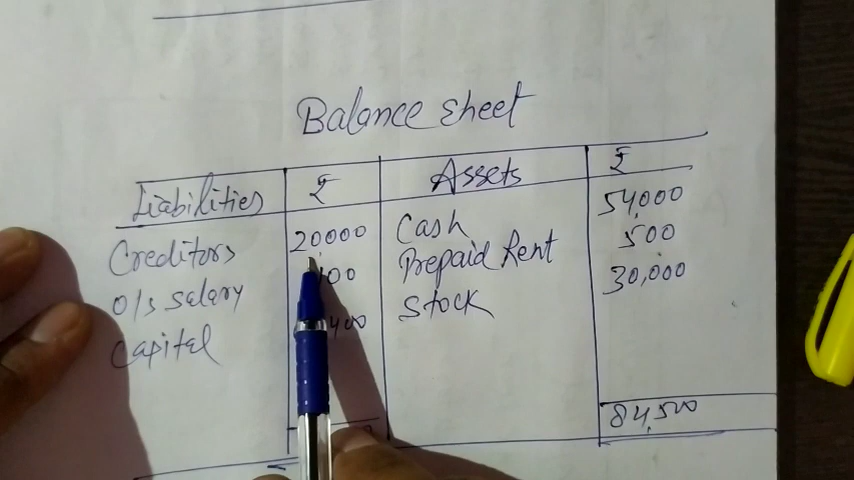 Balance Sheet
Liabilities ₹ Assets ₹
Creditors 20000 Cash 54,000
O/s Salary Prepaid Rent 500
Capital Stock 30,000
84,500